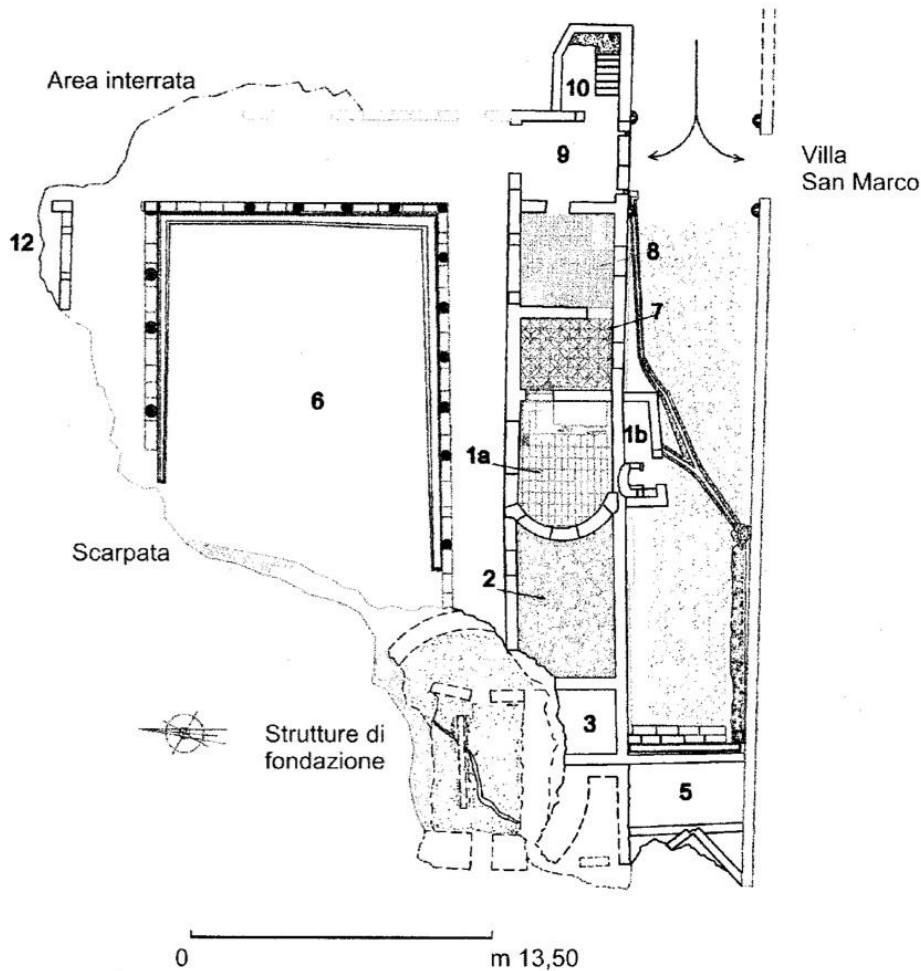 Area interrata
10
9
Villa
San Marco
12
8
7
6
1a
1b
Scarpata
2
Strutture di
fondazione
3
5
0
m 13,50